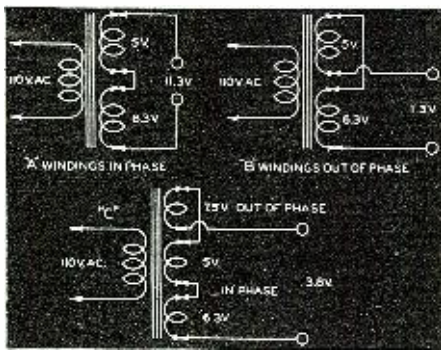 5V.
110V. AC.
11.3V.
6.3V.
"A" WINDINGS IN PHASE
5V.
110V. AC.
1.3V.
6.3V.
"B" WINDINGS OUT OF PHASE
"C"
7.5V. OUT OF PHASE
110V. AC.
5V.
IN PHASE
3.8V.
6.3V.